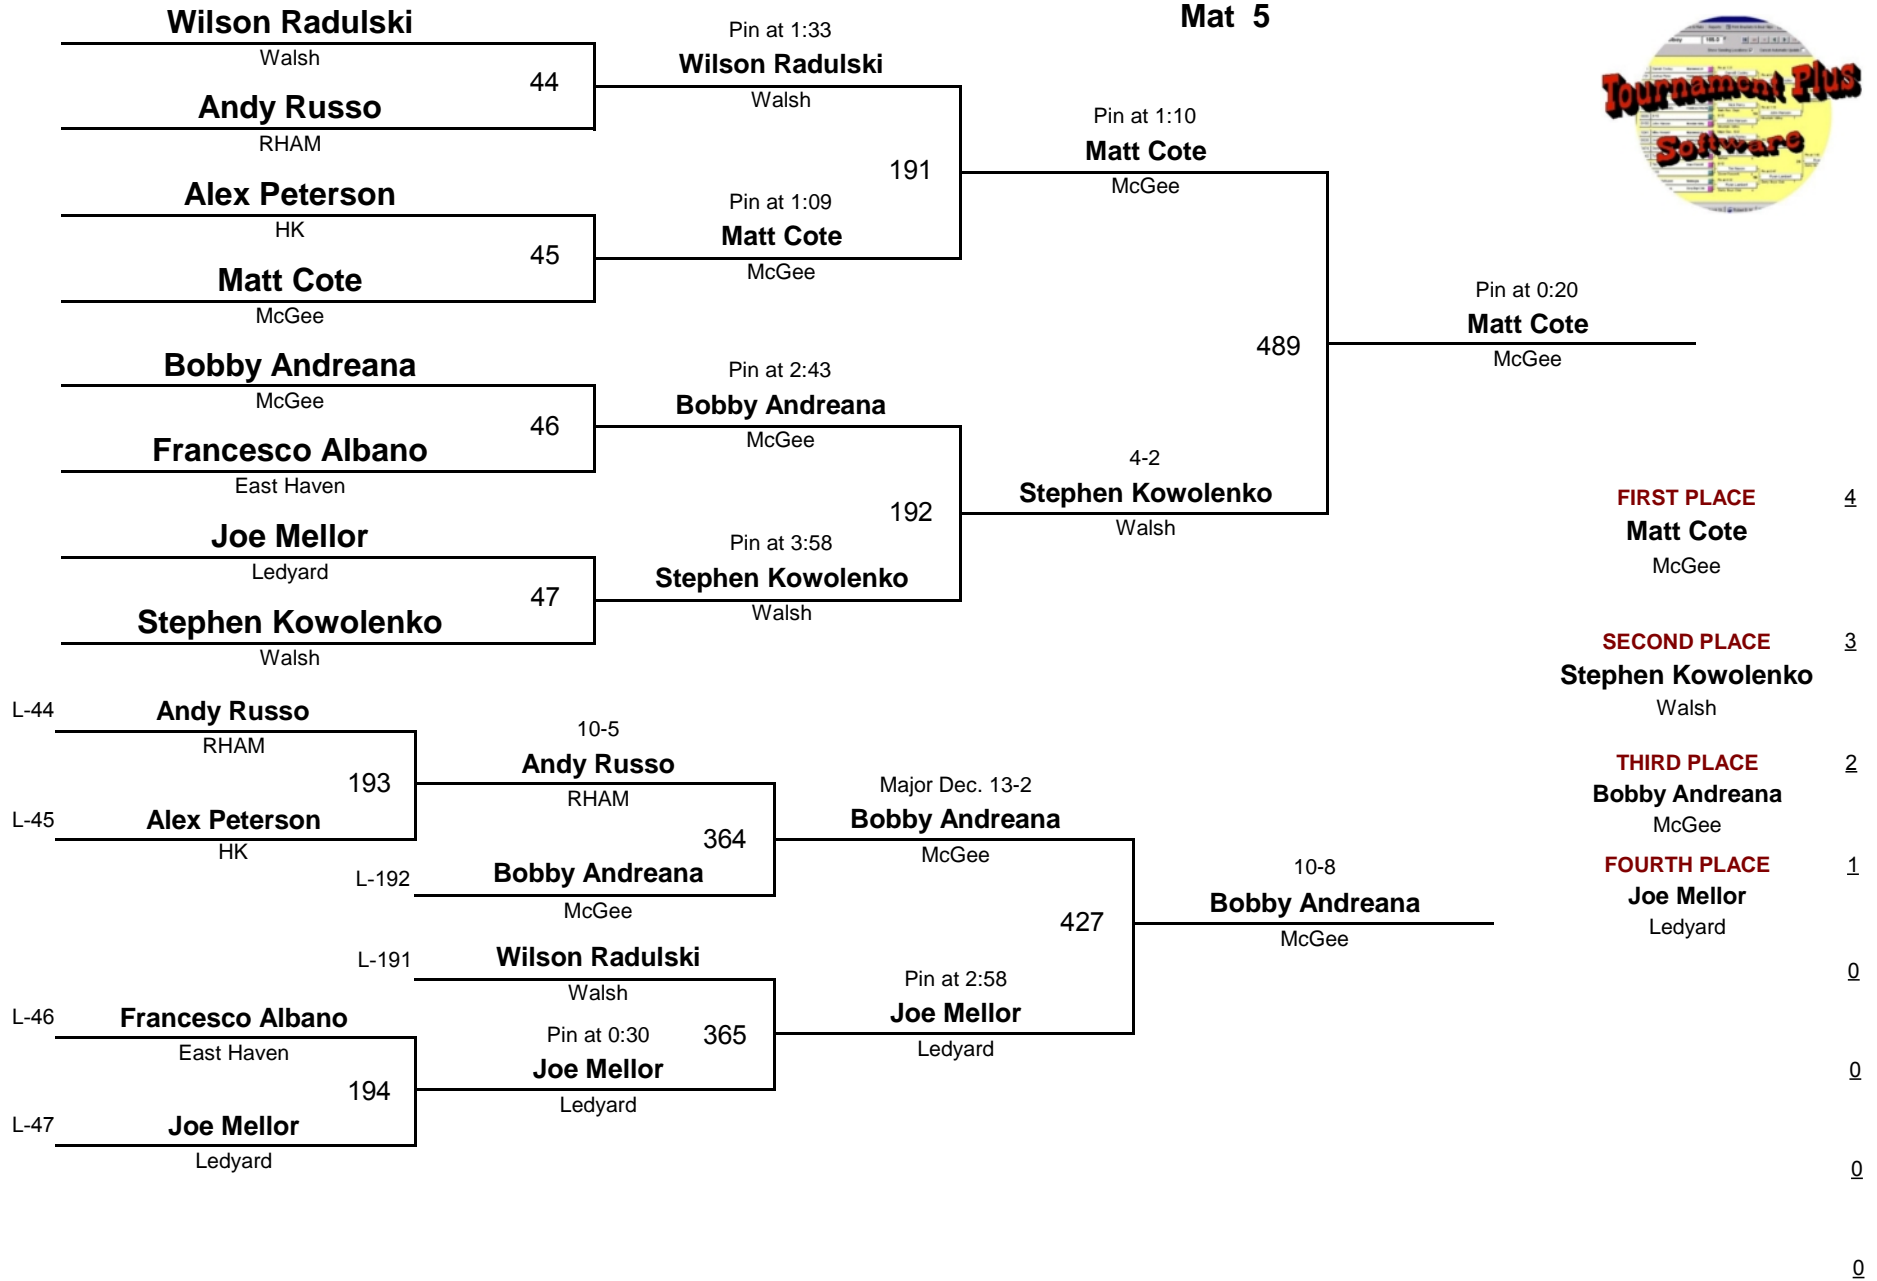 Mat 5
Tournament Plus
Software
Wilson Radulski
Walsh
44
Andy Russo
RHAM
Alex Peterson
HK
45
Matt Cote
McGee
Bobby Andreana
McGee
46
Francesco Albano
East Haven
Joe Mellor
Ledyard
47
Stephen Kowolenko
Walsh
Pin at 1:33
Wilson Radulski
Walsh
191
Pin at 1:09
Matt Cote
McGee
Pin at 2:43
Bobby Andreana
McGee
192
Pin at 3:58
Stephen Kowolenko
Walsh
Pin at 1:10
Matt Cote
McGee
489
4-2
Stephen Kowolenko
Walsh
Pin at 0:20
Matt Cote
McGee
FIRST PLACE 4
Matt Cote
McGee
SECOND PLACE 3
Stephen Kowolenko
Walsh
THIRD PLACE 2
Bobby Andreana
McGee
FOURTH PLACE 1
Joe Mellor
Ledyard
0
0
0
0
L-44 Andy Russo
RHAM
193
L-45 Alex Peterson
HK
10-5
Andy Russo
RHAM
364
L-192 Bobby Andreana
McGee
L-191 Wilson Radulski
Walsh
365
L-46 Francesco Albano
East Haven
194
L-47 Joe Mellor
Ledyard
Pin at 0:30
Joe Mellor
Ledyard
Major Dec. 13-2
Bobby Andreana
McGee
427
Pin at 2:58
Joe Mellor
Ledyard
10-8
Bobby Andreana
McGee